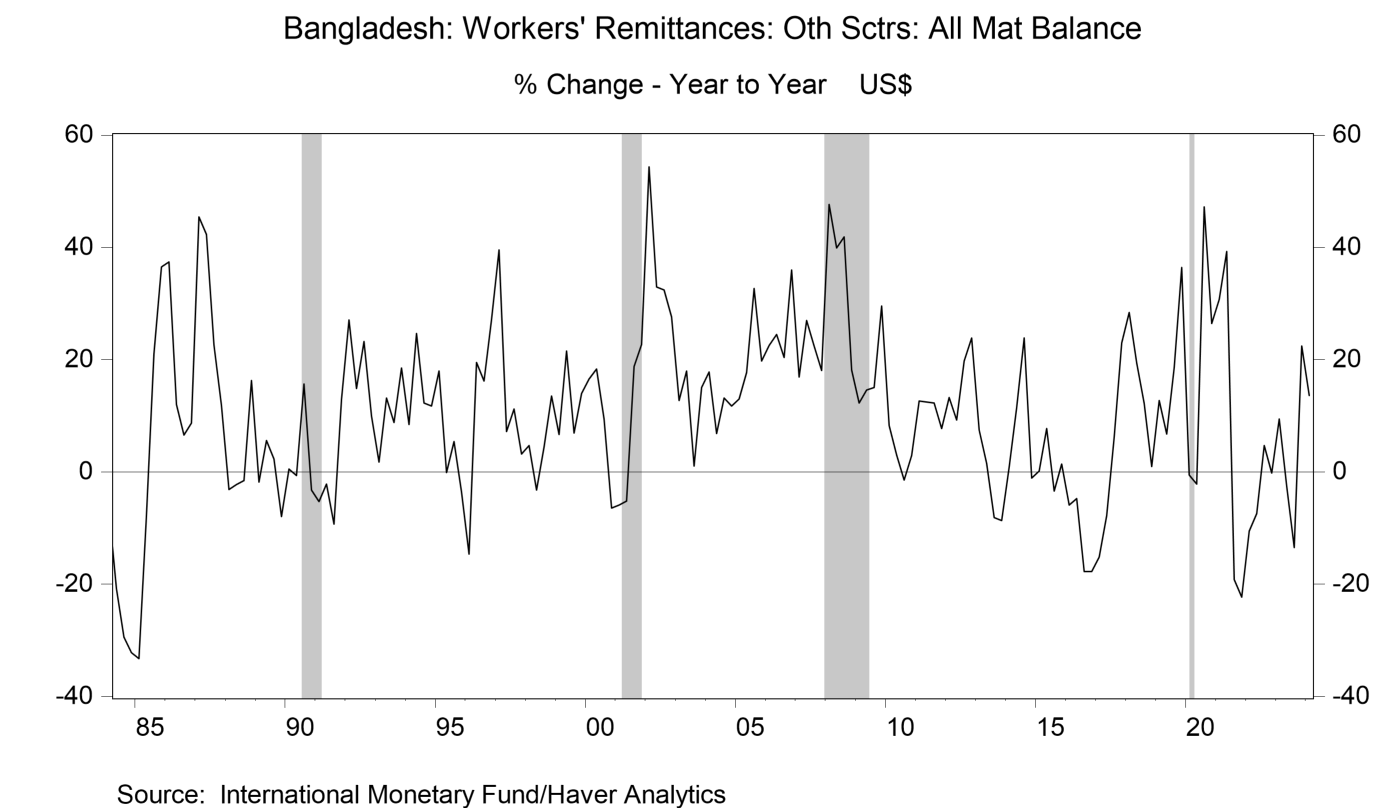 Bangladesh: Workers' Remittances: Oth Sctrs: All Mat Balance
% Change - Year to Year    US$
60 60
40 40
20 20
0 0
-20 -20
-40 -40
85 90 95 00 05 10 15 20
Source:  International Monetary Fund/Haver Analytics